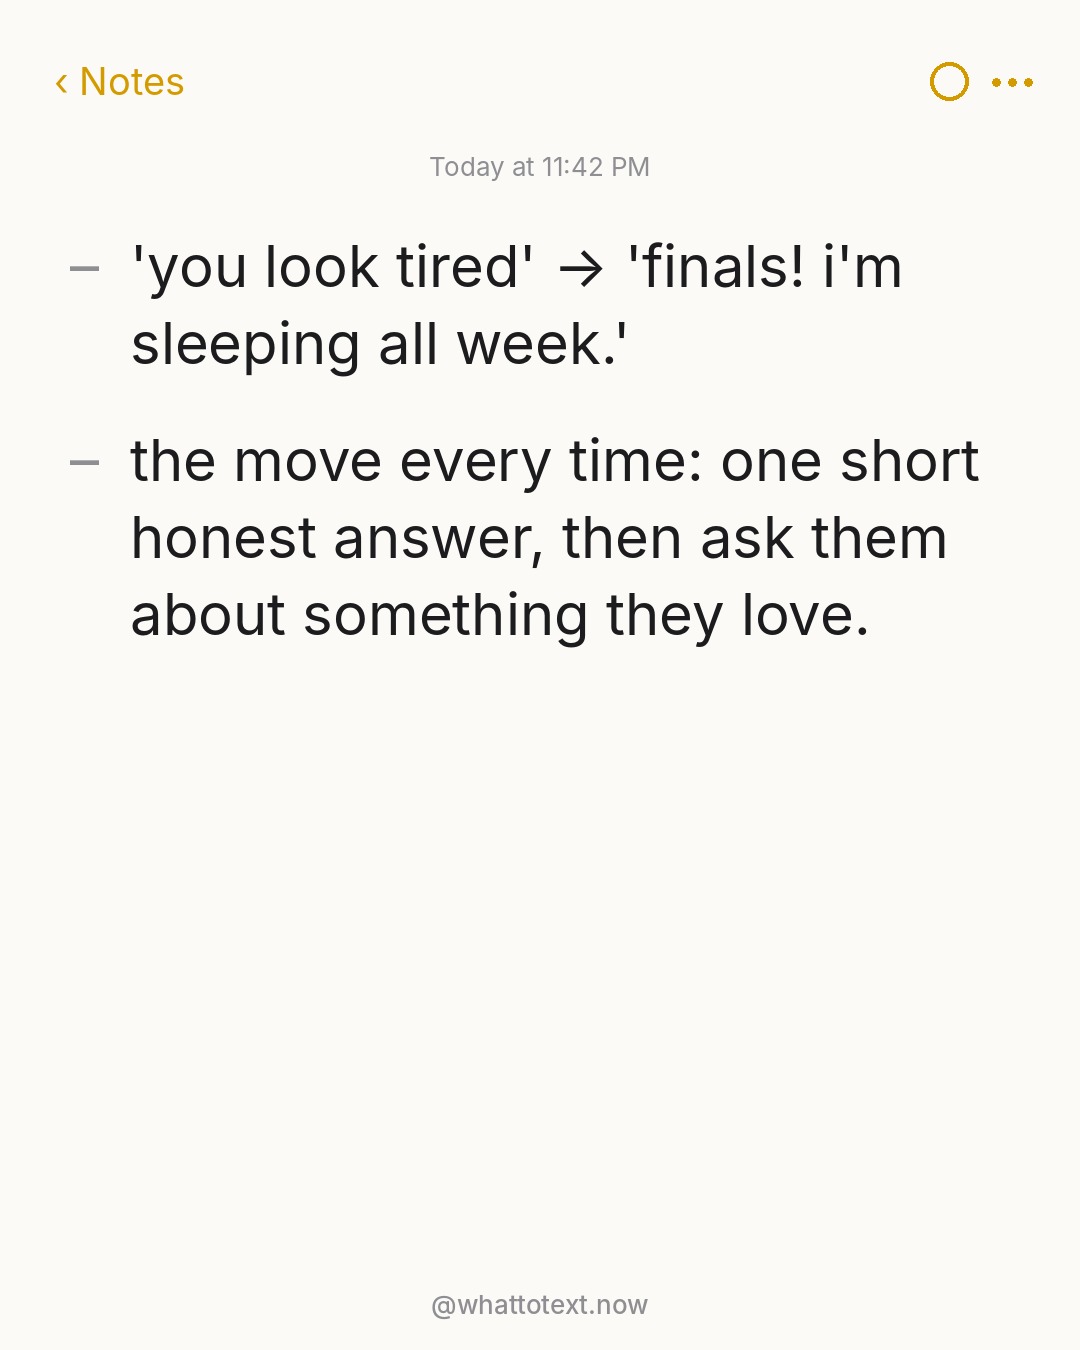 ‹ Notes
Today at 11:42 PM
– 'you look tired' → 'finals! i'm
sleeping all week.'
– the move every time: one short
honest answer, then ask them
about something they love.
@whattotext.now